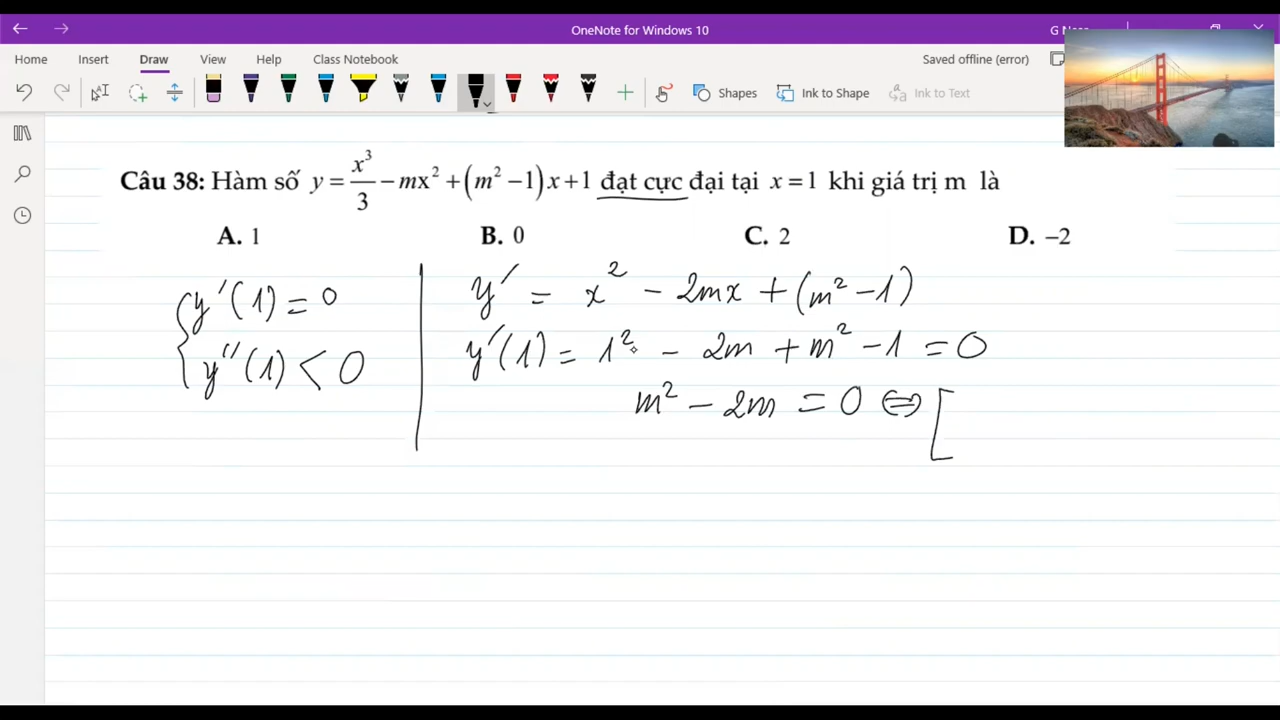 OneNote for Windows 10
Home Insert Draw View Help Class Notebook Saved offline (error)
Shapes Ink to Shape Ink to Text
Câu 38: Hàm số y = x³/3 − mx² + (m² − 1)x + 1 đạt cực đại tại x = 1 khi giá trị m là
A. 1 B. 0 C. 2 D. −2
{ y'(1) = 0
y''(1) < 0
y' = x² − 2mx + (m² − 1)
y'(1) = 1² − 2m + m² − 1 = 0
m² − 2m = 0 ⇔ [